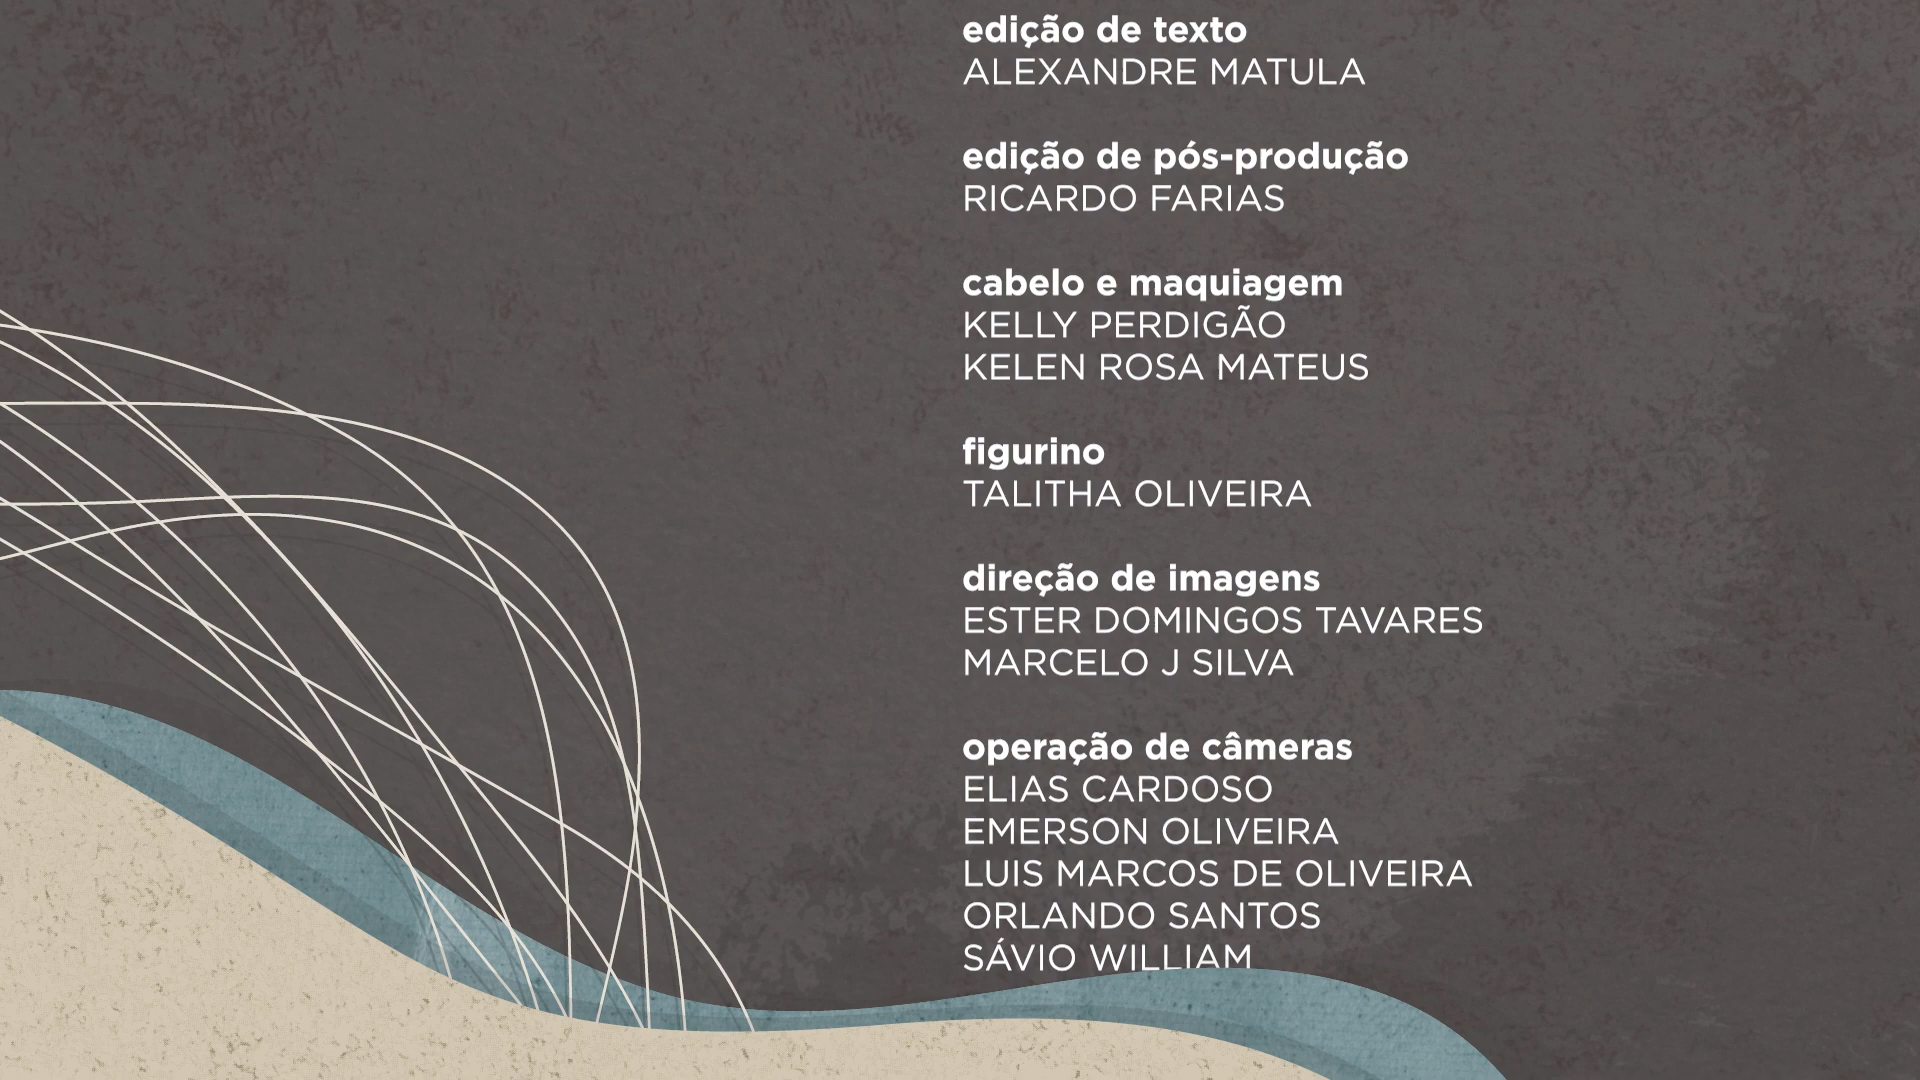 edição de texto
ALEXANDRE MATULA
edição de pós-produção
RICARDO FARIAS
cabelo e maquiagem
KELLY PERDIGÃO
KELEN ROSA MATEUS
figurino
TALITHA OLIVEIRA
direção de imagens
ESTER DOMINGOS TAVARES
MARCELO J SILVA
operação de câmeras
ELIAS CARDOSO
EMERSON OLIVEIRA
LUIS MARCOS DE OLIVEIRA
ORLANDO SANTOS
SÁVIO WILLIAM